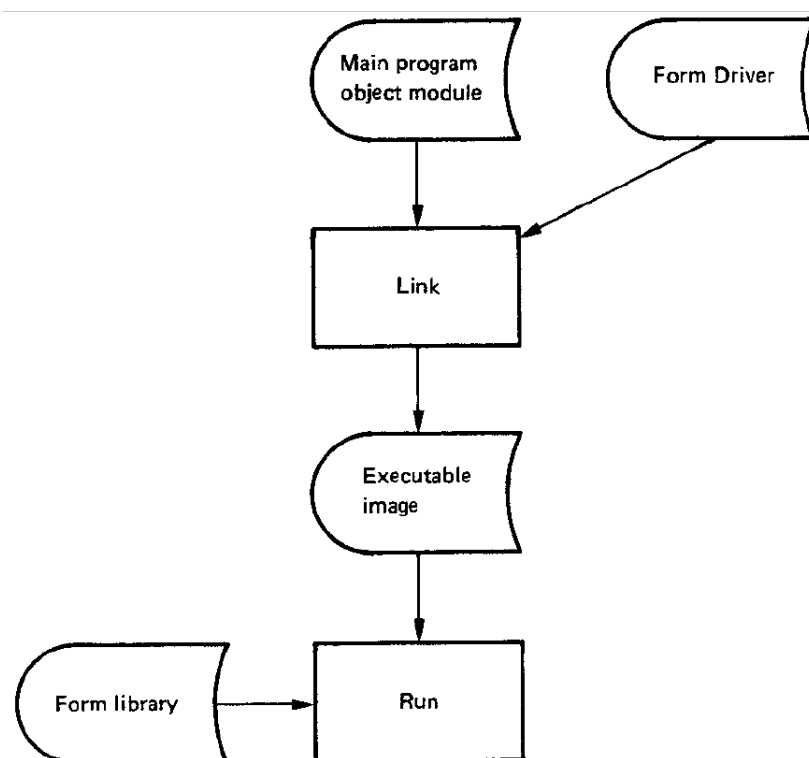 Main program
object module
Form Driver
Link
Executable
image
Form library
Run